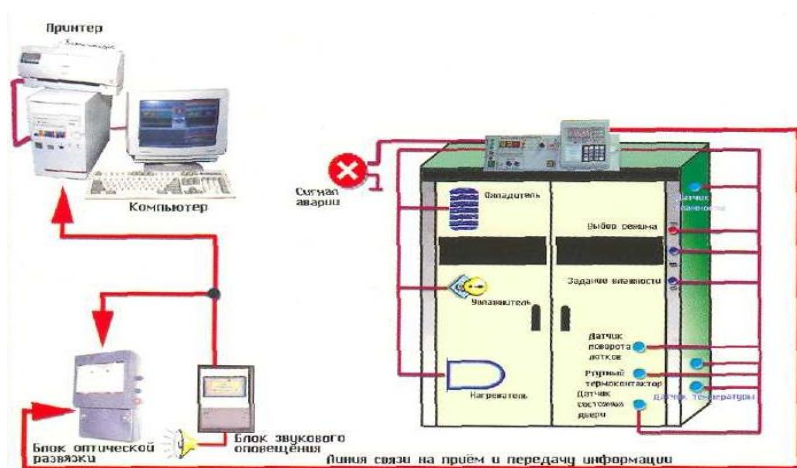 Принтер
Компьютер
Сигнал
аварии
Охладитель
Датчик
влажности
Выбор режима
Задание влажности
Увлажнитель
Датчик
поворота
лотков
Ртутный
термоконтактор
Нагреватель
Датчик
состояния
двери
Датчик температуры
Блок оптической
развязки
Блок звукового
оповещения
Линия связи на приём и передачу информации